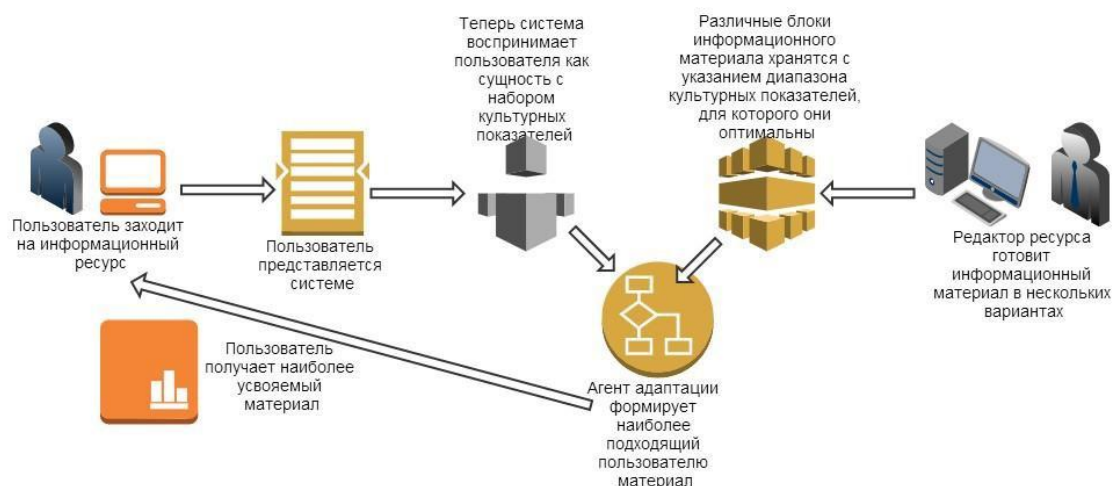 Теперь система
воспринимает
пользователя как
сущность с
набором
культурных
показателей
Различные блоки
информационного
материала хранятся с
указанием диапазона
культурных показателей,
для которого они
оптимальны
Пользователь заходит
на информационный
ресурс
Пользователь
представляется
системе
Редактор ресурса
готовит
информационный
материал в нескольких
вариантах
Пользователь
получает наиболее
усвояемый
материал
Агент адаптации
формирует
наиболее
подходящий
пользователю
материал